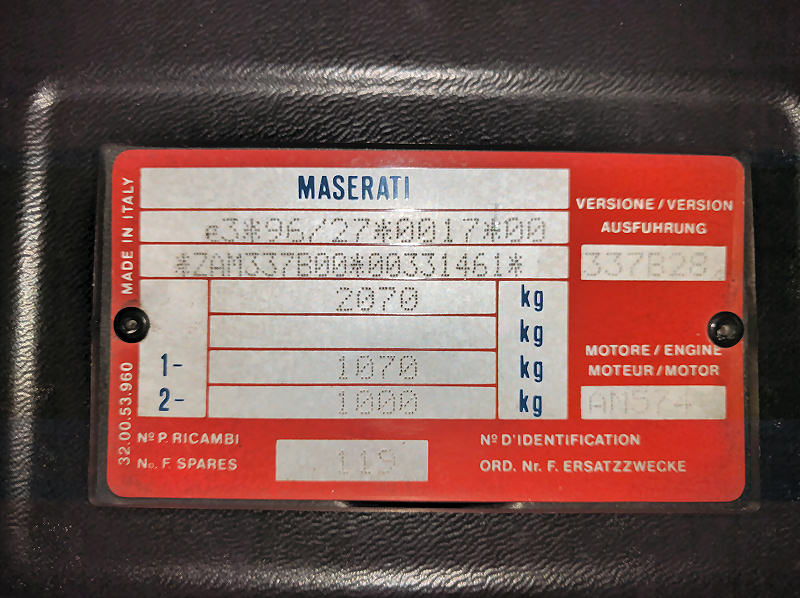 MASERATI
e3*96/27*0017*00
*ZAM337B00*00331461*
2070 kg
kg
1- 1070 kg
2- 1000 kg
MADE IN ITALY
32.00.53.960
VERSIONE / VERSION
AUSFUHRUNG
337B28
MOTORE / ENGINE
MOTEUR / MOTOR
AM574
Nº P. RICAMBI
No. F. SPARES
119
Nº D'IDENTIFICATION
ORD. Nr. F. ERSATZZWECKE